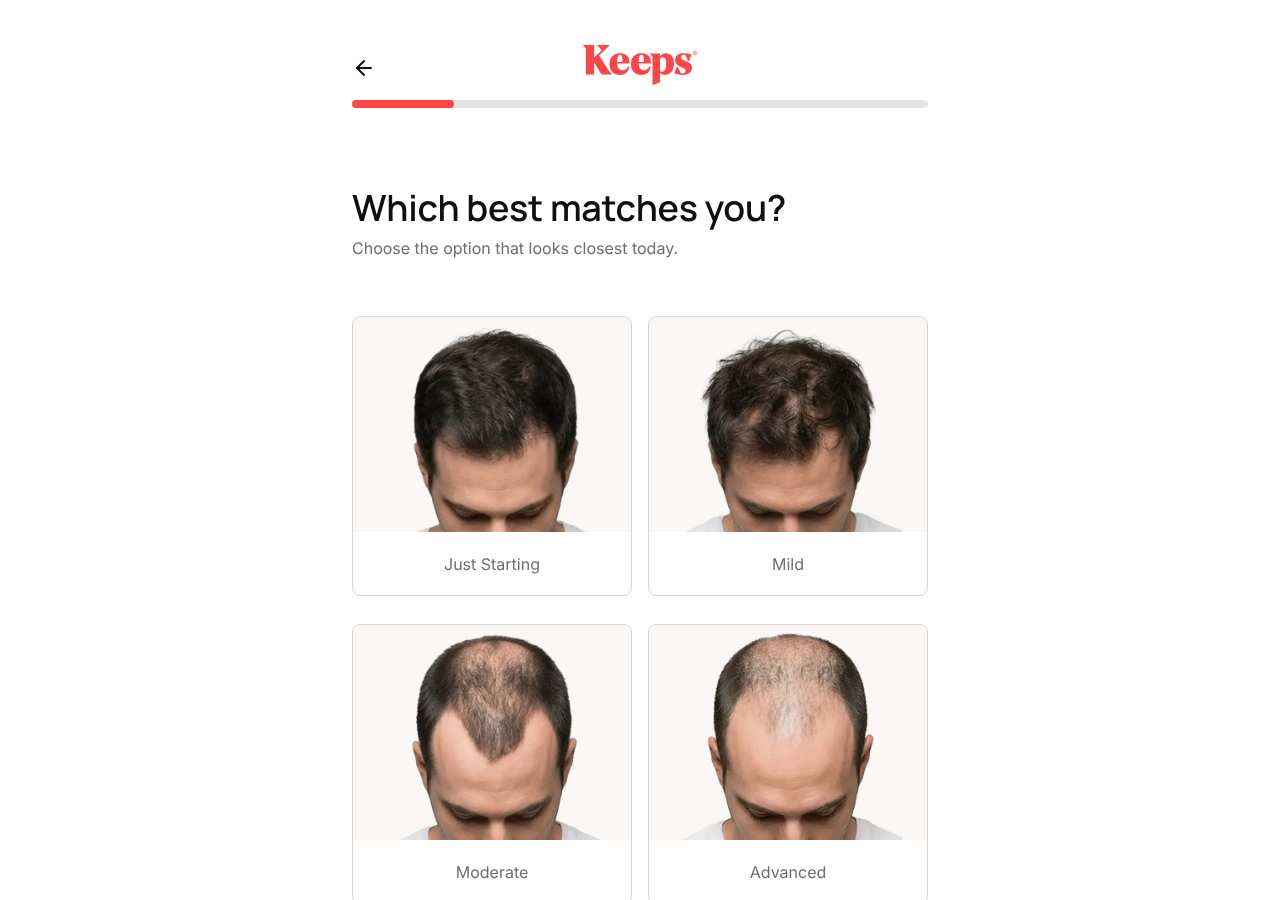 Keeps
Which best matches you?
Choose the option that looks closest today.
Just Starting
Mild
Moderate
Advanced